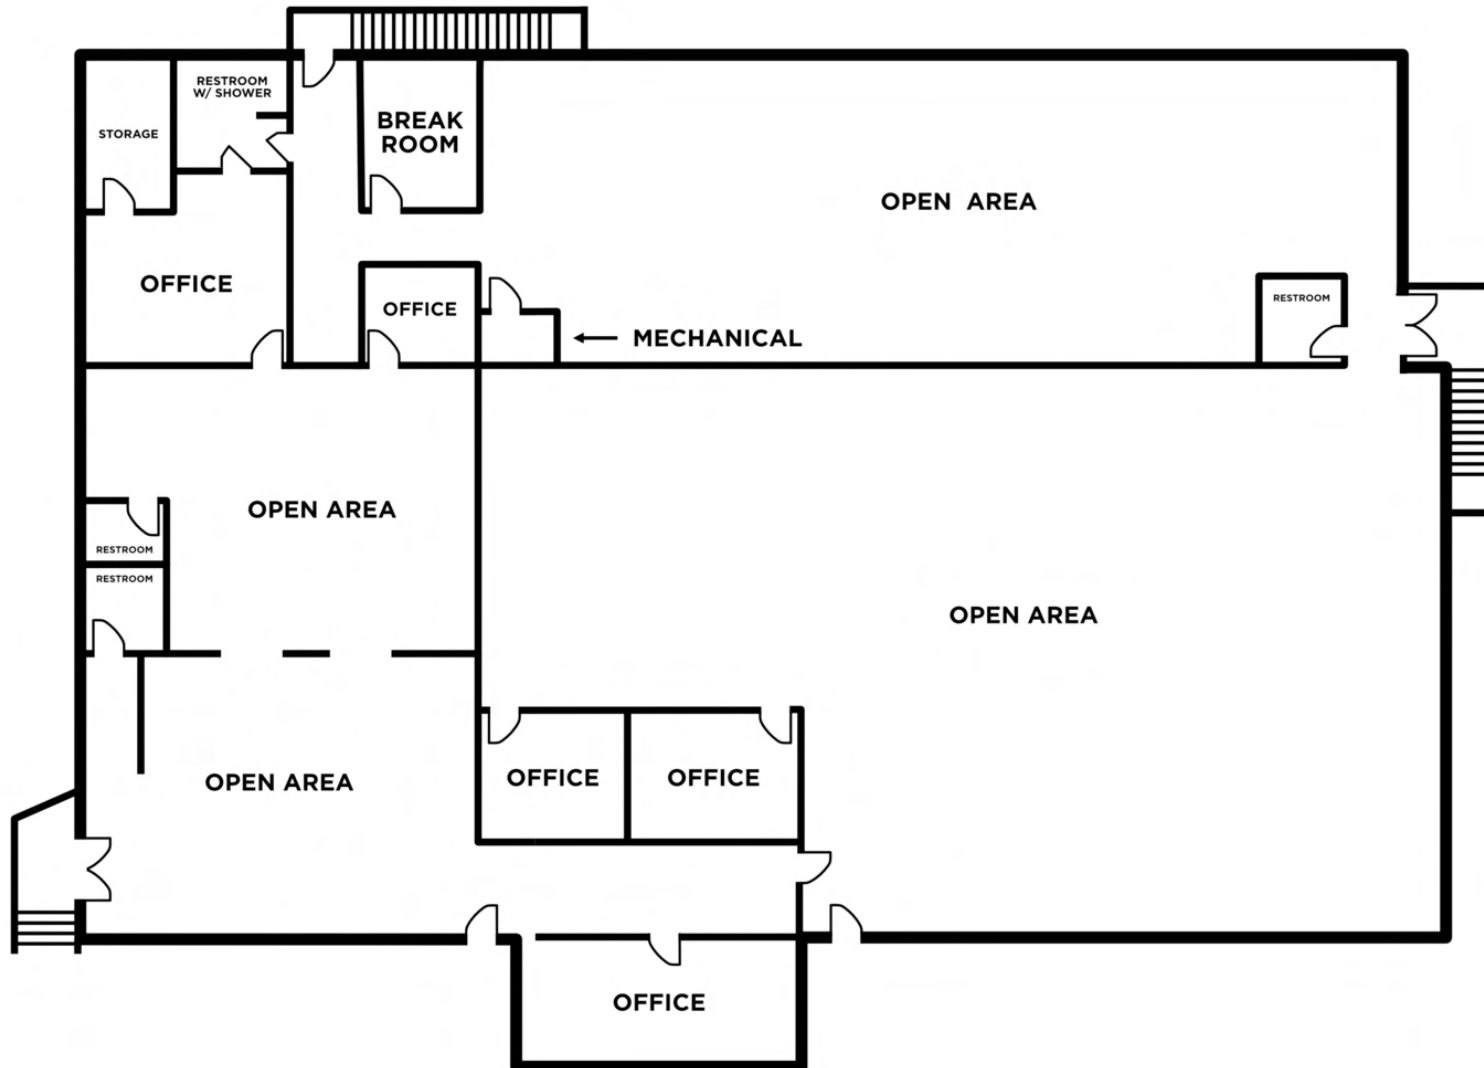 RESTROOM
W/ SHOWER
STORAGE
BREAK
ROOM
OPEN AREA
OFFICE
OFFICE
MECHANICAL
RESTROOM
OPEN AREA
RESTROOM
RESTROOM
OPEN AREA
OPEN AREA
OFFICE
OFFICE
OFFICE